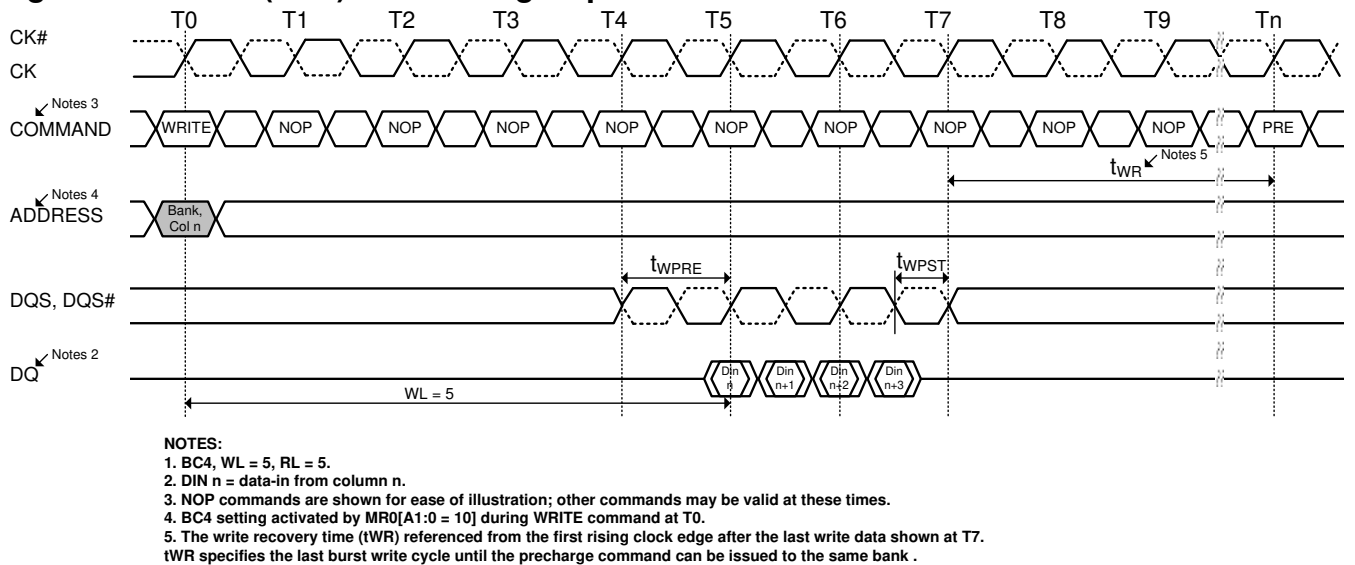 T0 T1 T2 T3 T4 T5 T6 T7 T8 T9 Tn
CK#
CK
Notes 3
COMMAND
WRITE NOP NOP NOP NOP NOP NOP NOP NOP NOP PRE
tWR Notes 5
Notes 4
ADDRESS
Bank,
Col n
tWPRE tWPST
DQS, DQS#
Notes 2
DQ
Din
n
Din
n+1
Din
n+2
Din
n+3
WL = 5
NOTES:
1. BC4, WL = 5, RL = 5.
2. DIN n = data-in from column n.
3. NOP commands are shown for ease of illustration; other commands may be valid at these times.
4. BC4 setting activated by MR0[A1:0 = 10] during WRITE command at T0.
5. The write recovery time (tWR) referenced from the first rising clock edge after the last write data shown at T7.
tWR specifies the last burst write cycle until the precharge command can be issued to the same bank .